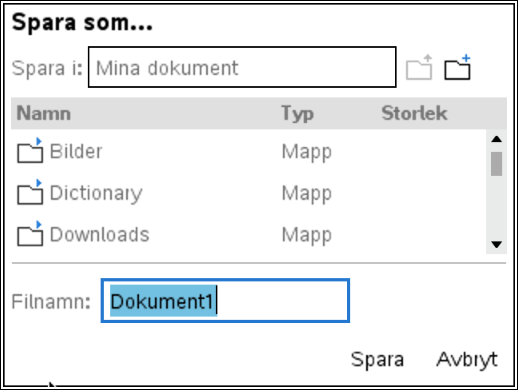 Spara som...
Spara i: Mina dokument
Namn Typ Storlek
Bilder Mapp
Dictionary Mapp
Downloads Mapp
Filnamn: Dokument1
Spara Avbryt